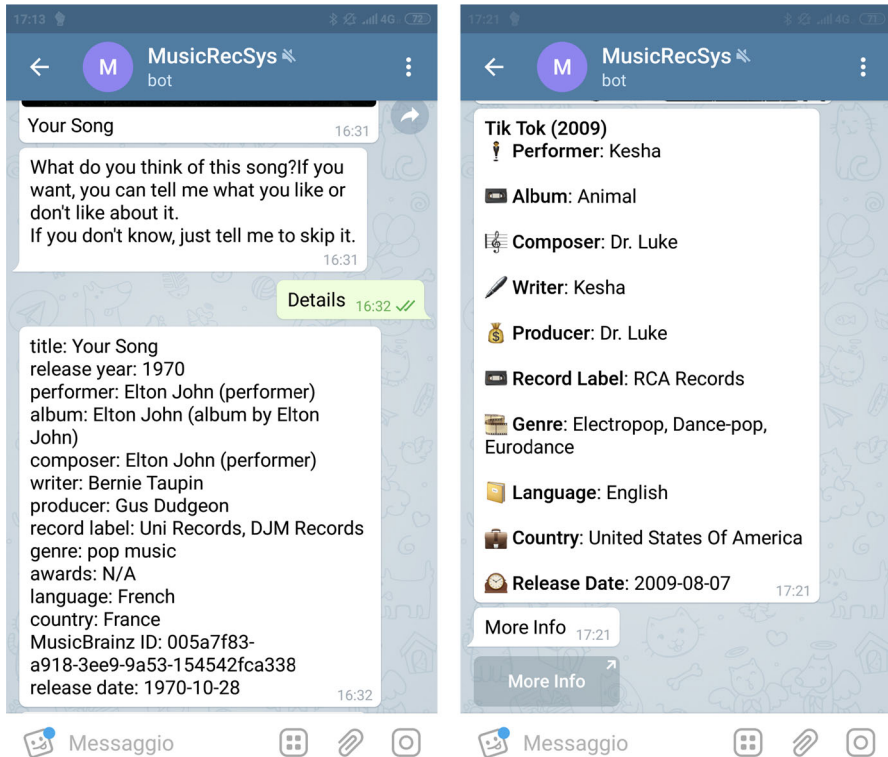 17:13
4G
72
MusicRecSys
bot
Your Song
16:31
What do you think of this song?If you
want, you can tell me what you like or
don't like about it.
If you don't know, just tell me to skip it.
16:31
Details 16:32
title: Your Song
release year: 1970
performer: Elton John (performer)
album: Elton John (album by Elton
John)
composer: Elton John (performer)
writer: Bernie Taupin
producer: Gus Dudgeon
record label: Uni Records, DJM Records
genre: pop music
awards: N/A
language: French
country: France
MusicBrainz ID: 005a7f83-
a918-3ee9-9a53-154542fca338
release date: 1970-10-28
16:32
Messaggio
17:21
4G
71
M
MusicRecSys
bot
Tik Tok (2009)
Performer: Kesha
Album: Animal
Composer: Dr. Luke
Writer: Kesha
Producer: Dr. Luke
Record Label: RCA Records
Genre: Electropop, Dance-pop,
Eurodance
Language: English
Country: United States Of America
Release Date: 2009-08-07
17:21
More Info 17:21
More Info
Messaggio